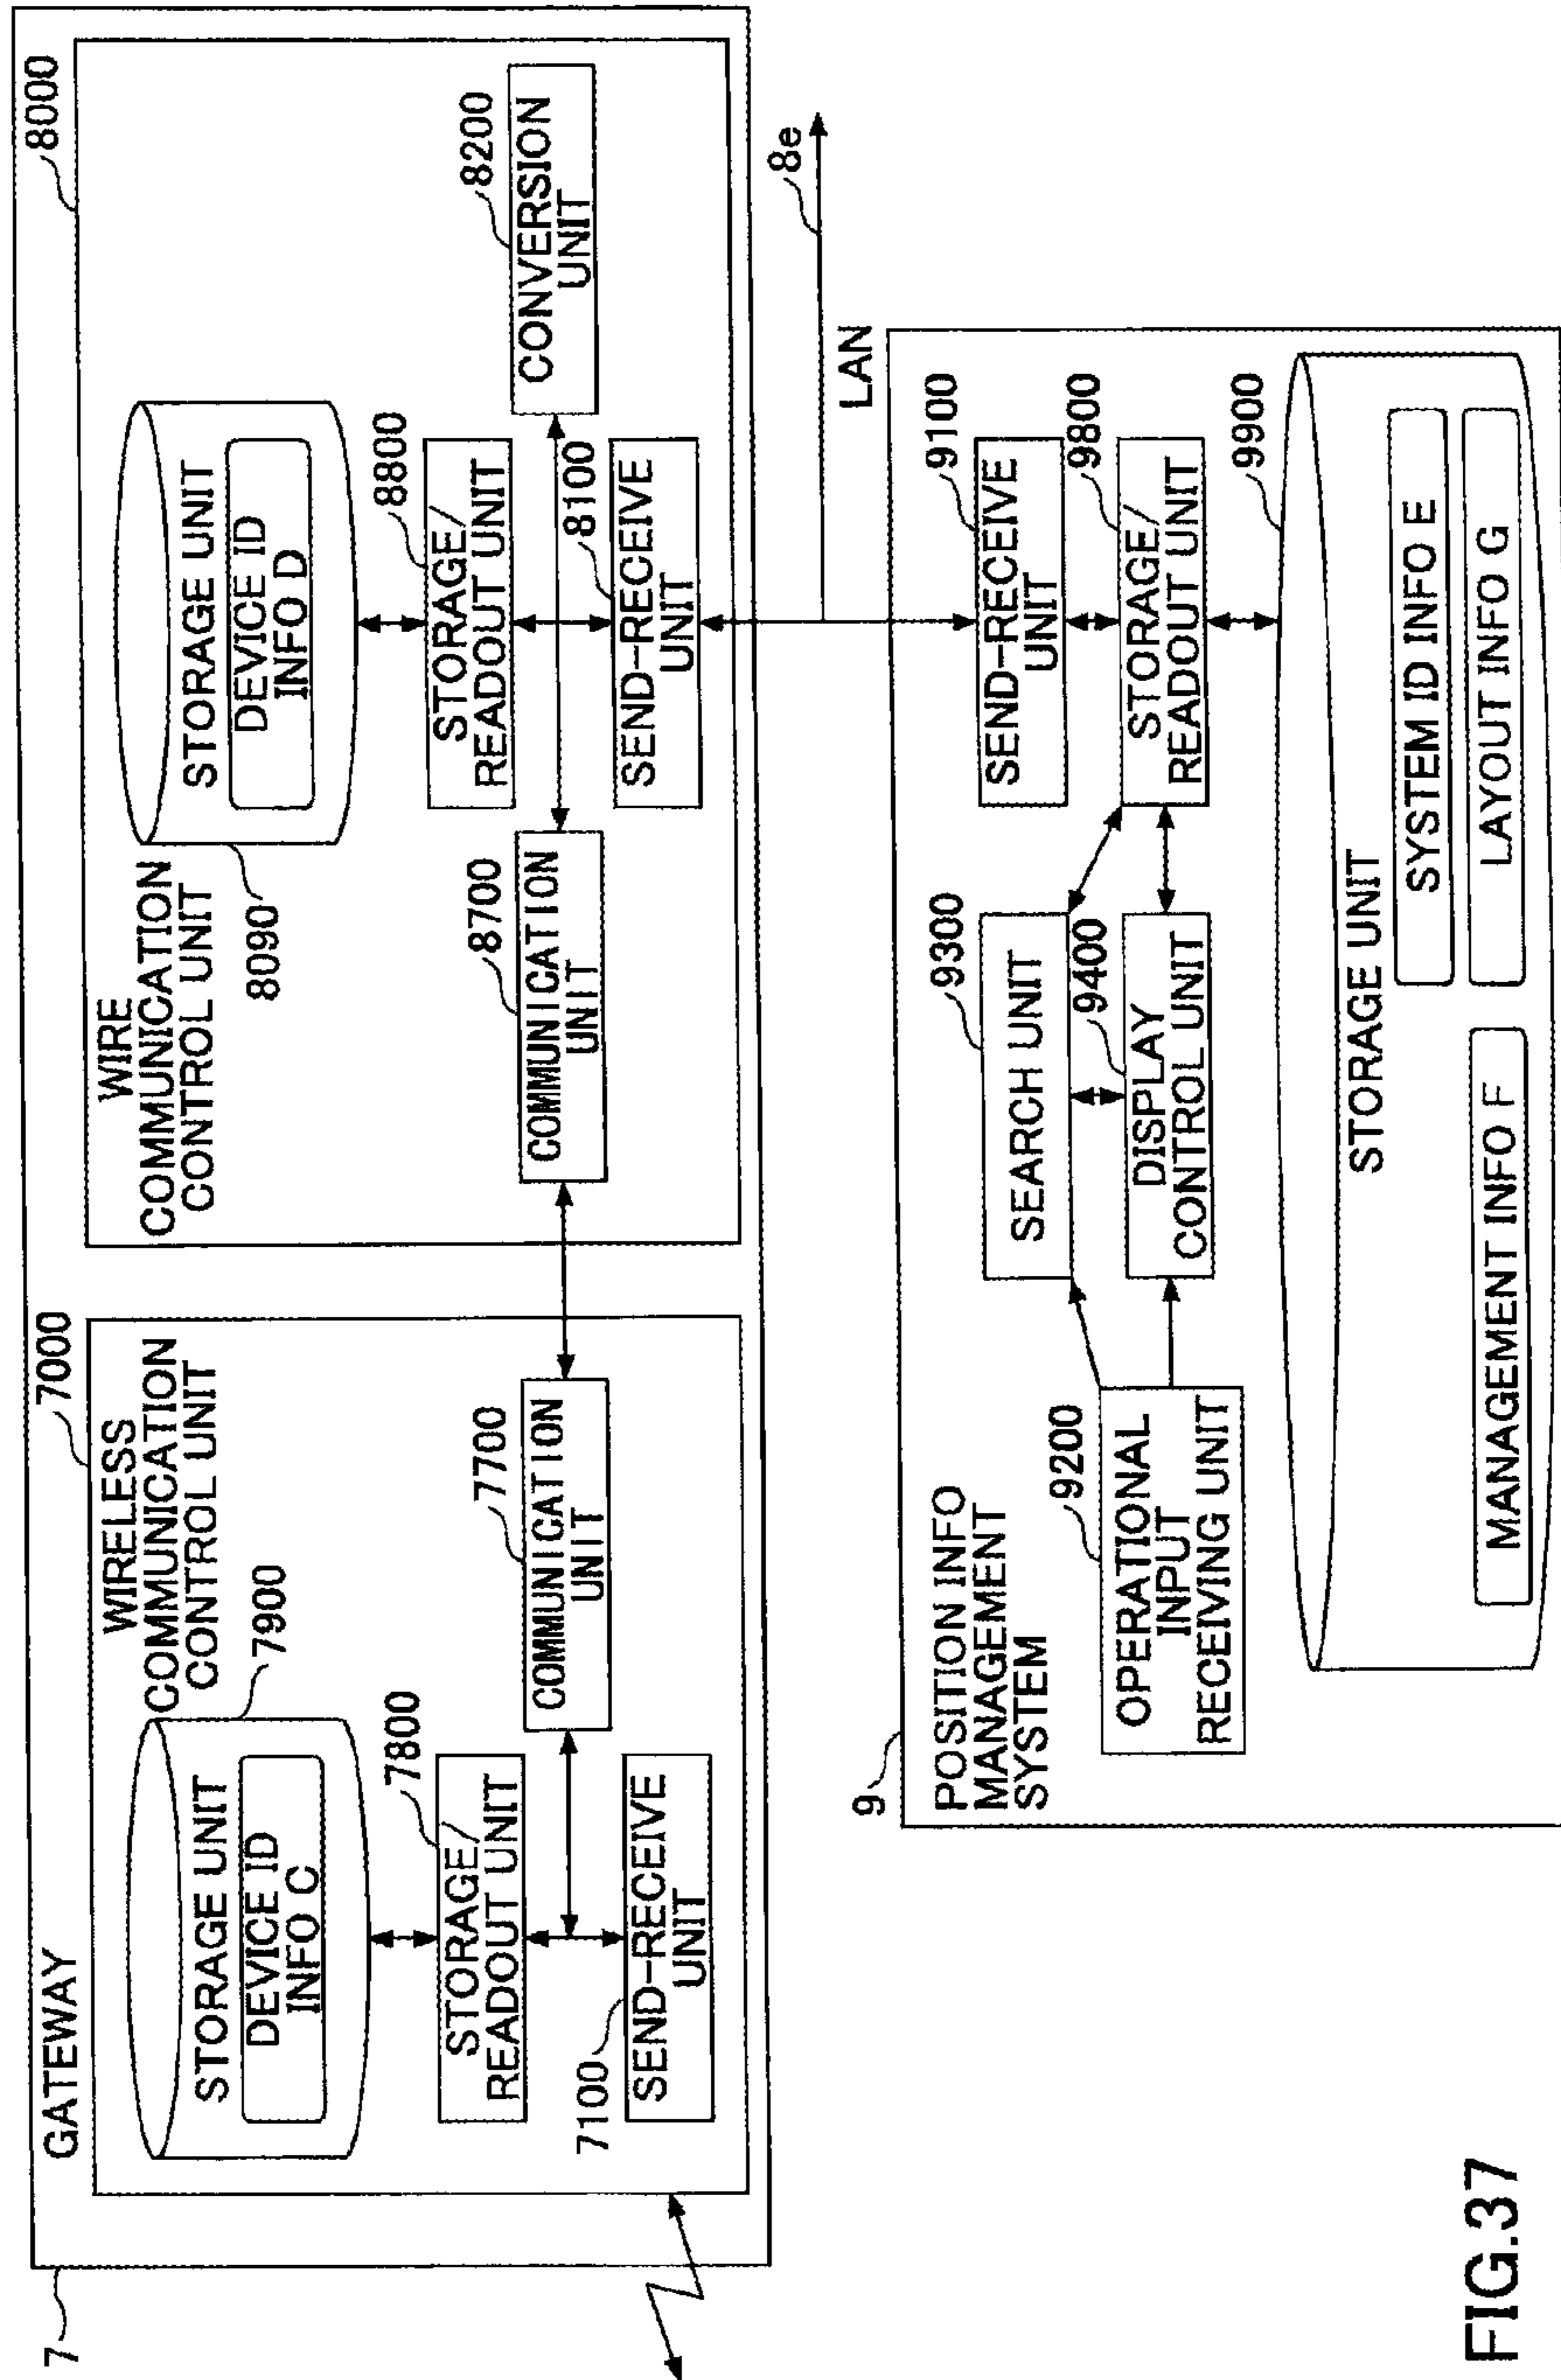 7
GATEWAY
7000
WIRELESS
COMMUNICATION
CONTROL UNIT
7900
STORAGE UNIT
DEVICE ID
INFO C
7800
STORAGE/
READOUT UNIT
7100
SEND-RECEIVE
UNIT
7700
COMMUNICATION
UNIT
8000
WIRE
COMMUNICATION
CONTROL UNIT
8090
STORAGE UNIT
DEVICE ID
INFO D
8800
STORAGE/
READOUT UNIT
8100
SEND-RECEIVE
UNIT
8700
COMMUNICATION
UNIT
8200
CONVERSION
UNIT
8e
LAN
9
POSITION INFO
MANAGEMENT
SYSTEM
9200
OPERATIONAL
INPUT
RECEIVING UNIT
9300
SEARCH UNIT
9400
DISPLAY
CONTROL UNIT
9100
SEND-RECEIVE
UNIT
9800
STORAGE/
READOUT UNIT
9900
STORAGE UNIT
MANAGEMENT INFO F
SYSTEM ID INFO E
LAYOUT INFO G
FIG.37